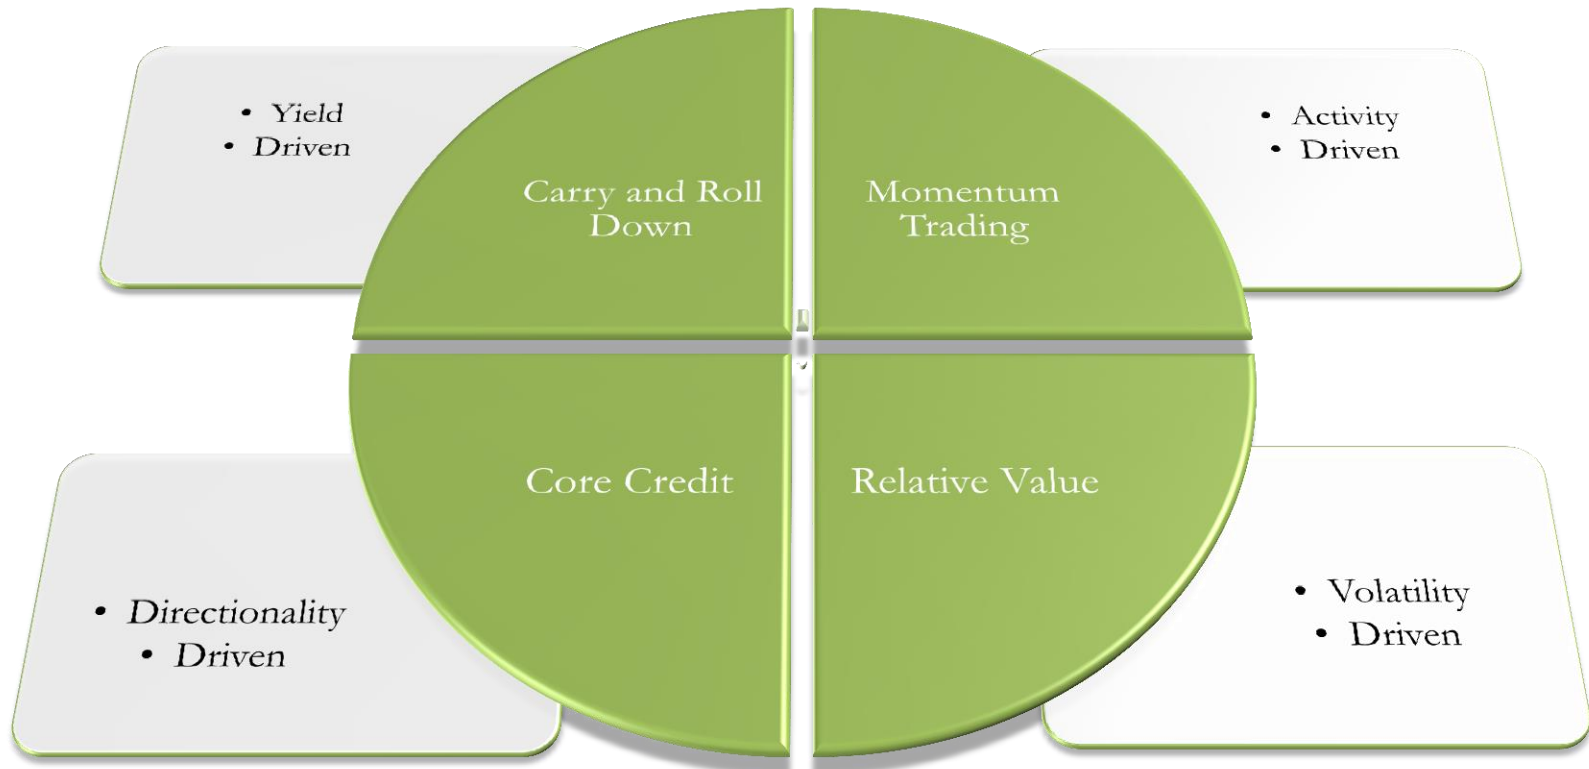 • Yield
• Driven
Carry and Roll
Down
Momentum
Trading
• Activity
• Driven
Core Credit
Relative Value
• Directionality
• Driven
• Volatility
• Driven